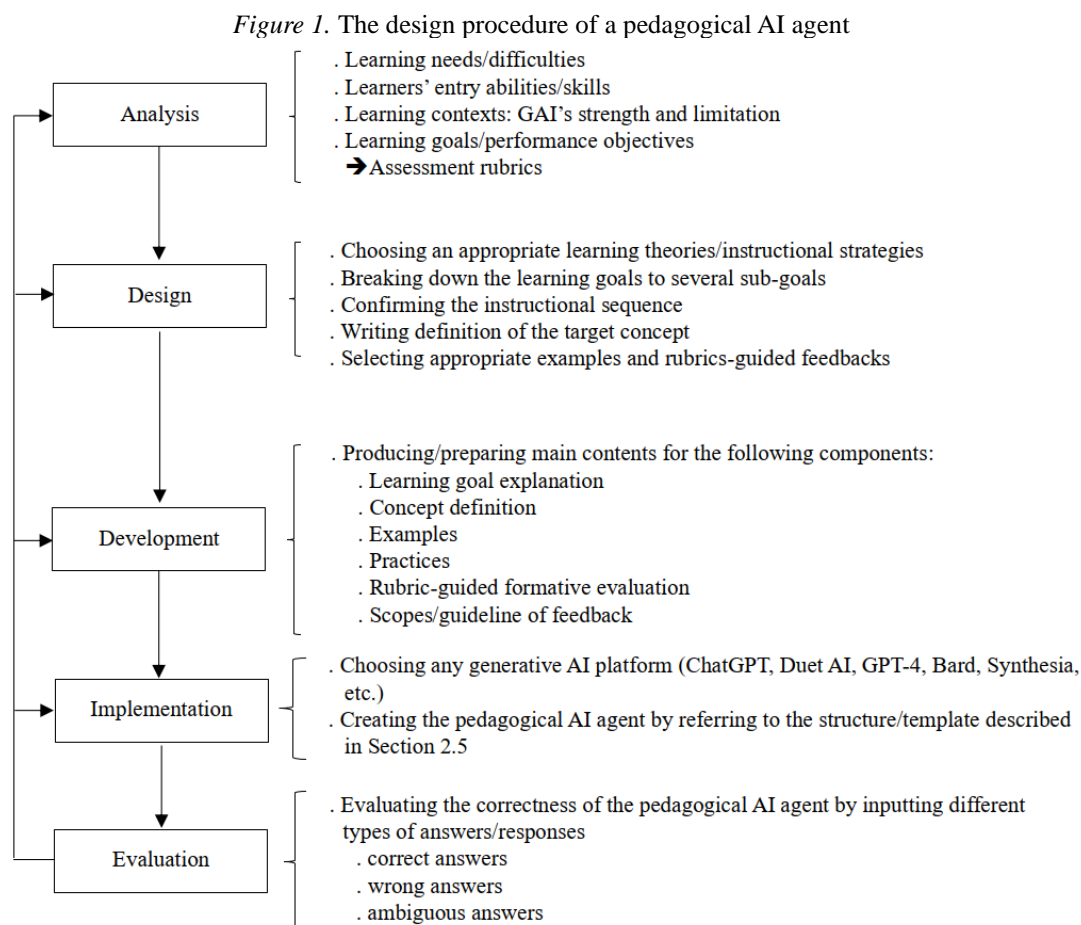 Figure 1. The design procedure of a pedagogical AI agent
Analysis
. Learning needs/difficulties
. Learners' entry abilities/skills
. Learning contexts: GAI's strength and limitation
. Learning goals/performance objectives
➔Assessment rubrics
Design
. Choosing an appropriate learning theories/instructional strategies
. Breaking down the learning goals to several sub-goals
. Confirming the instructional sequence
. Writing definition of the target concept
. Selecting appropriate examples and rubrics-guided feedbacks
Development
. Producing/preparing main contents for the following components:
. Learning goal explanation
. Concept definition
. Examples
. Practices
. Rubric-guided formative evaluation
. Scopes/guideline of feedback
Implementation
. Choosing any generative AI platform (ChatGPT, Duet AI, GPT-4, Bard, Synthesia,
etc.)
. Creating the pedagogical AI agent by referring to the structure/template described
in Section 2.5
Evaluation
. Evaluating the correctness of the pedagogical AI agent by inputting different
types of answers/responses
. correct answers
. wrong answers
. ambiguous answers